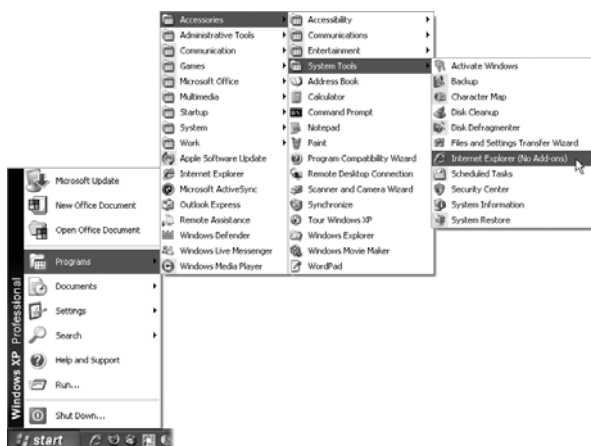 Microsoft Update
New Office Document
Open Office Document
Programs
Documents
Settings
Search
Help and Support
Run...
Shut Down...
Windows XP Professional
start
Accessories
Administrative Tools
Communication
Games
Microsoft Office
Multimedia
Startup
System
Work
Apple Software Update
Internet Explorer
Microsoft ActiveSync
Outlook Express
Remote Assistance
Windows Defender
Windows Live Messenger
Windows Media Player
Accessibility
Communications
Entertainment
System Tools
Address Book
Calculator
Command Prompt
Notepad
Paint
Program Compatibility Wizard
Remote Desktop Connection
Scanner and Camera Wizard
Synchronize
Tour Windows XP
Windows Explorer
Windows Movie Maker
WordPad
Activate Windows
Backup
Character Map
Disk Cleanup
Disk Defragmenter
Files and Settings Transfer Wizard
Internet Explorer (No Add-ons)
Scheduled Tasks
Security Center
System Information
System Restore